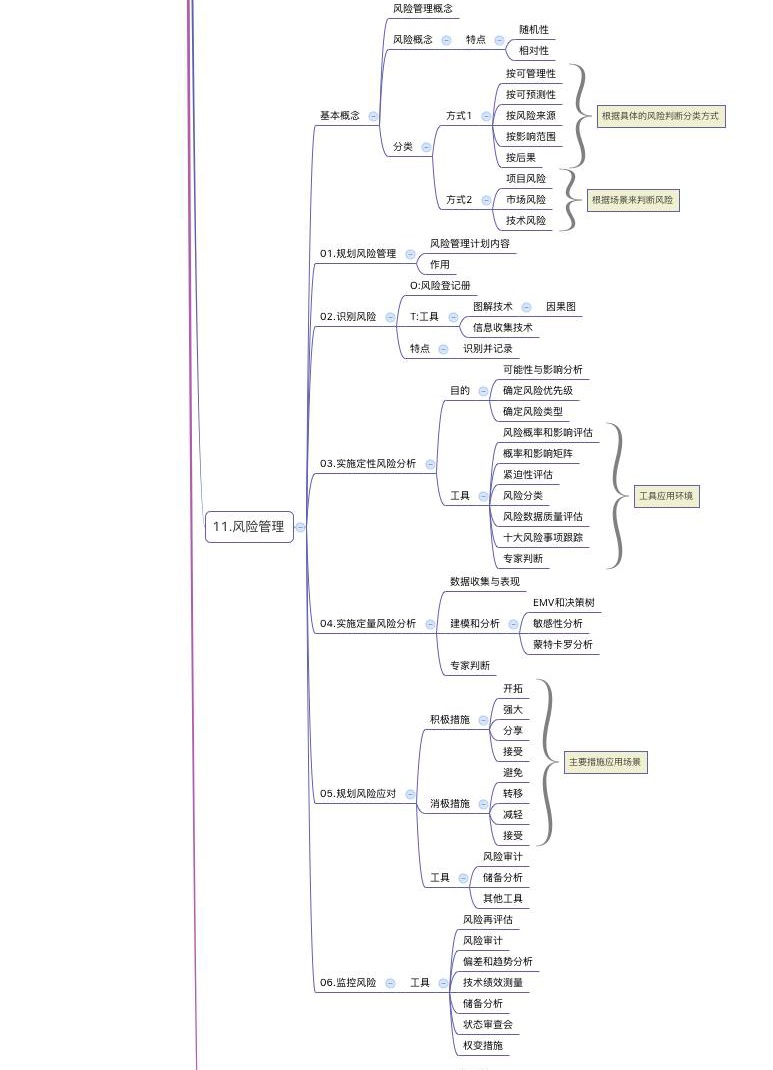 11.风险管理
基本概念
风险管理概念
风险概念
特点
随机性
相对性
分类
方式1
按可管理性
按可预测性
按风险来源
按影响范围
按后果
根据具体的风险判断分类方式
方式2
项目风险
市场风险
技术风险
根据场景来判断风险
01.规划风险管理
风险管理计划内容
作用
02.识别风险
O:风险登记册
T:工具
图解技术
因果图
信息收集技术
特点
识别并记录
03.实施定性风险分析
目的
可能性与影响分析
确定风险优先级
确定风险类型
工具
风险概率和影响评估
概率和影响矩阵
紧迫性评估
风险分类
风险数据质量评估
十大风险事项跟踪
专家判断
工具应用环境
04.实施定量风险分析
数据收集与表现
建模和分析
EMV和决策树
敏感性分析
蒙特卡罗分析
专家判断
05.规划风险应对
积极措施
开拓
强大
分享
接受
消极措施
避免
转移
减轻
接受
主要措施应用场景
工具
风险审计
储备分析
其他工具
06.监控风险
工具
风险再评估
风险审计
偏差和趋势分析
技术绩效测量
储备分析
状态审查会
权变措施